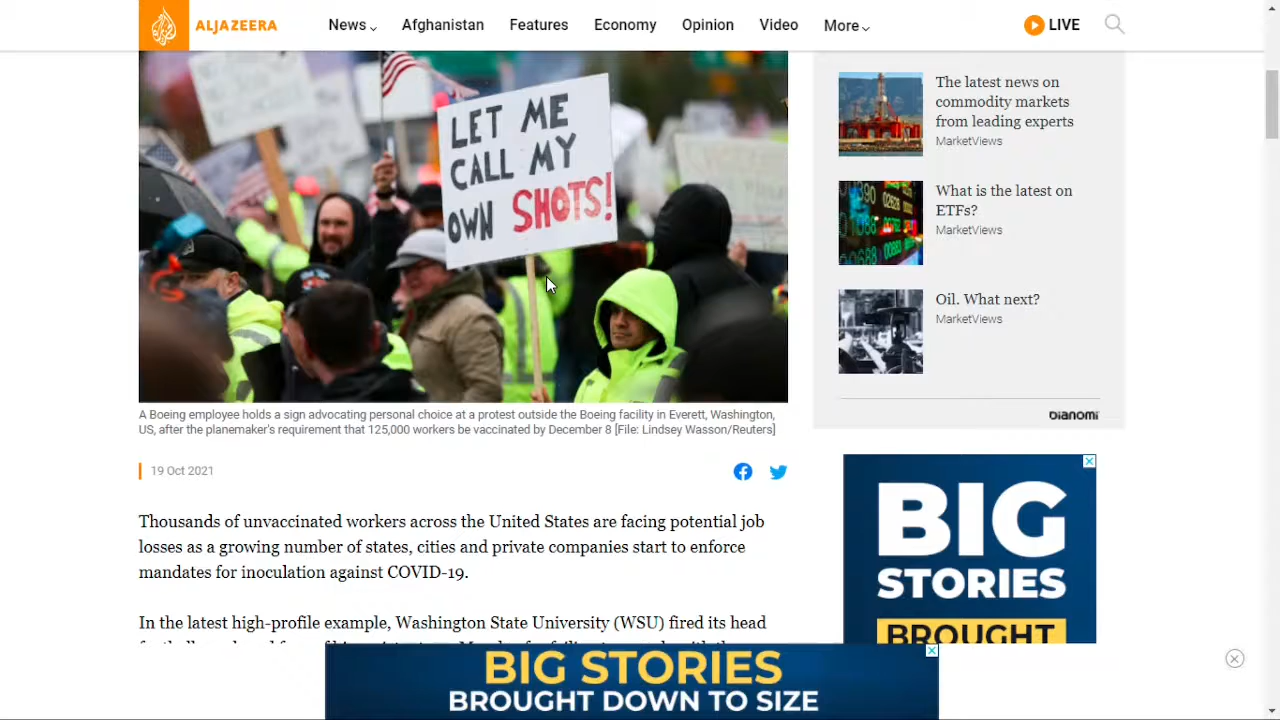 ALJAZEERA
News
Afghanistan
Features
Economy
Opinion
Video
More
LIVE
LET ME
CALL MY
OWN SHOTS!
The latest news on
commodity markets
from leading experts
MarketViews
What is the latest on
ETFs?
MarketViews
Oil. What next?
MarketViews
bianomi
A Boeing employee holds a sign advocating personal choice at a protest outside the Boeing facility in Everett, Washington,
US, after the planemaker's requirement that 125,000 workers be vaccinated by December 8 [File: Lindsey Wasson/Reuters]
19 Oct 2021
Thousands of unvaccinated workers across the United States are facing potential job
losses as a growing number of states, cities and private companies start to enforce
mandates for inoculation against COVID-19.
In the latest high-profile example, Washington State University (WSU) fired its head
BIG
STORIES
BROUGHT
BIG STORIES
BROUGHT DOWN TO SIZE